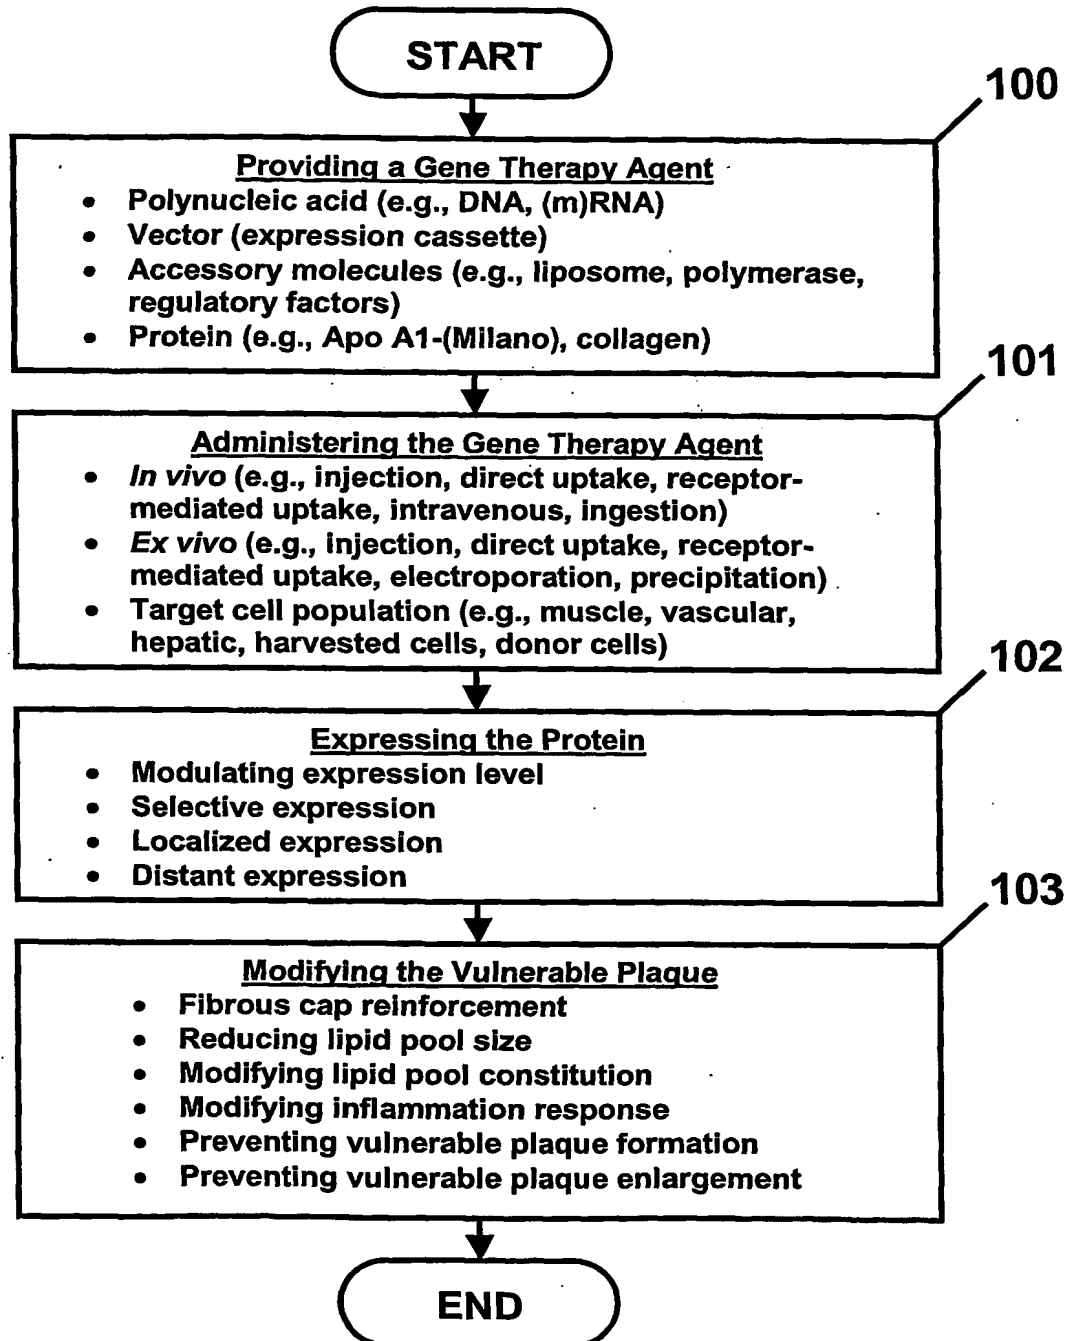 START
100
Providing a Gene Therapy Agent
• Polynucleic acid (e.g., DNA, (m)RNA)
• Vector (expression cassette)
• Accessory molecules (e.g., liposome, polymerase,
regulatory factors)
• Protein (e.g., Apo A1-(Milano), collagen)
101
Administering the Gene Therapy Agent
• In vivo (e.g., injection, direct uptake, receptor-
mediated uptake, intravenous, ingestion)
• Ex vivo (e.g., injection, direct uptake, receptor-
mediated uptake, electroporation, precipitation)
• Target cell population (e.g., muscle, vascular,
hepatic, harvested cells, donor cells)
102
Expressing the Protein
• Modulating expression level
• Selective expression
• Localized expression
• Distant expression
103
Modifying the Vulnerable Plaque
• Fibrous cap reinforcement
• Reducing lipid pool size
• Modifying lipid pool constitution
• Modifying inflammation response
• Preventing vulnerable plaque formation
• Preventing vulnerable plaque enlargement
END